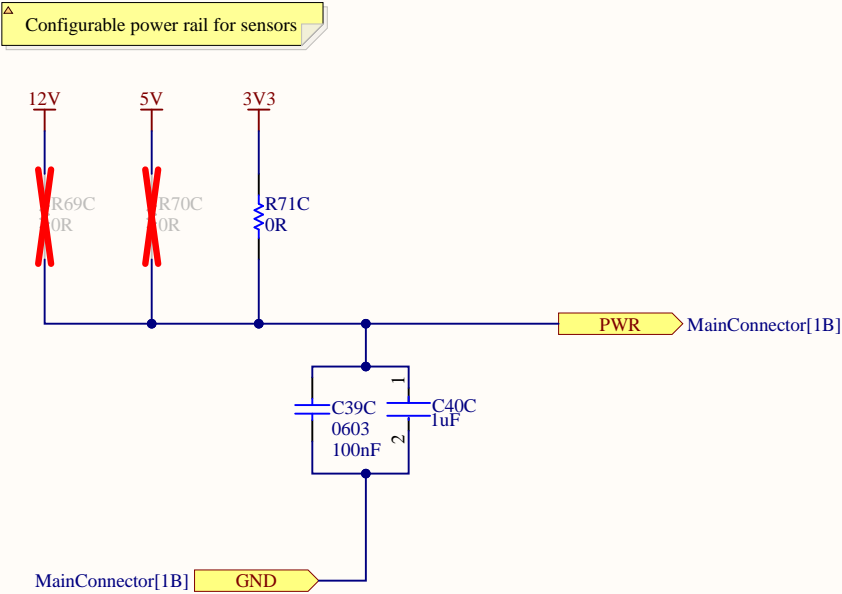 Configurable power rail for sensors
12V
5V
3V3
R69C
0R
R70C
0R
R71C
0R
PWR
MainConnector[1B]
1
C39C
0603
100nF
C40C
1uF
2
MainConnector[1B]
GND